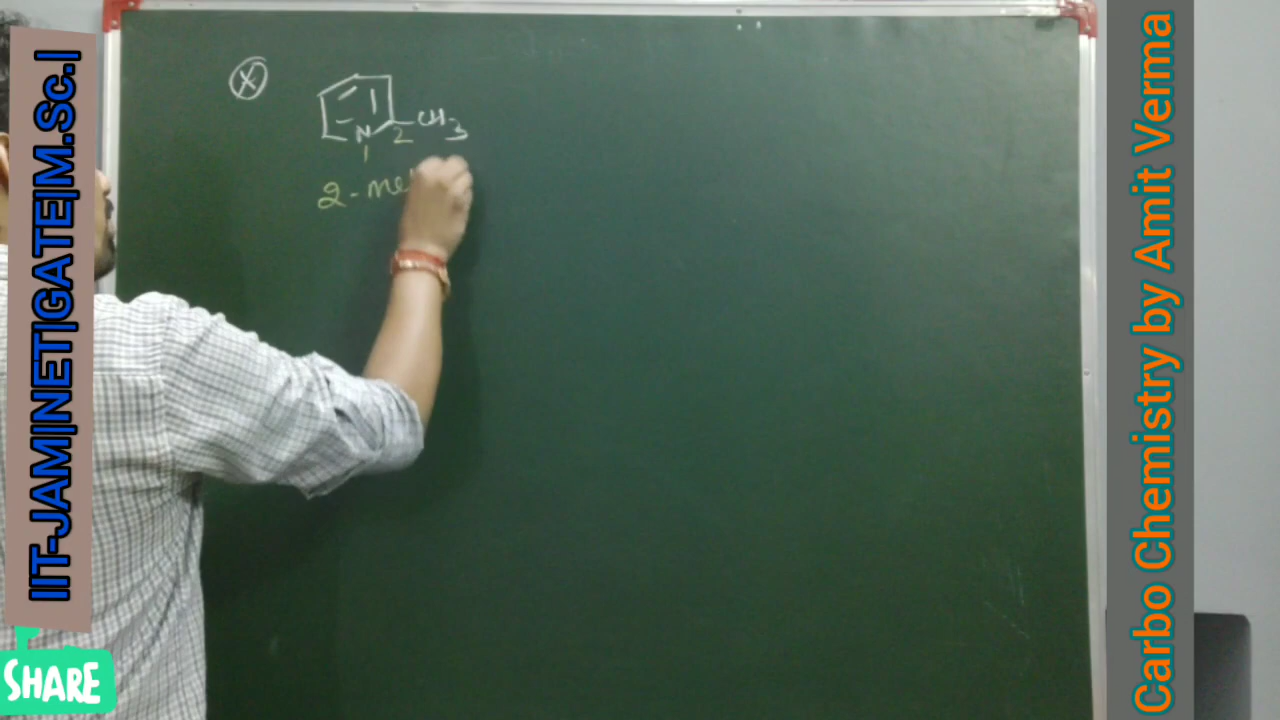 IIT-JAM|NET|GATE|M.Sc.|
X
N
CH3
1
2
2-me
SHARE
Carbo Chemistry by Amit Verma